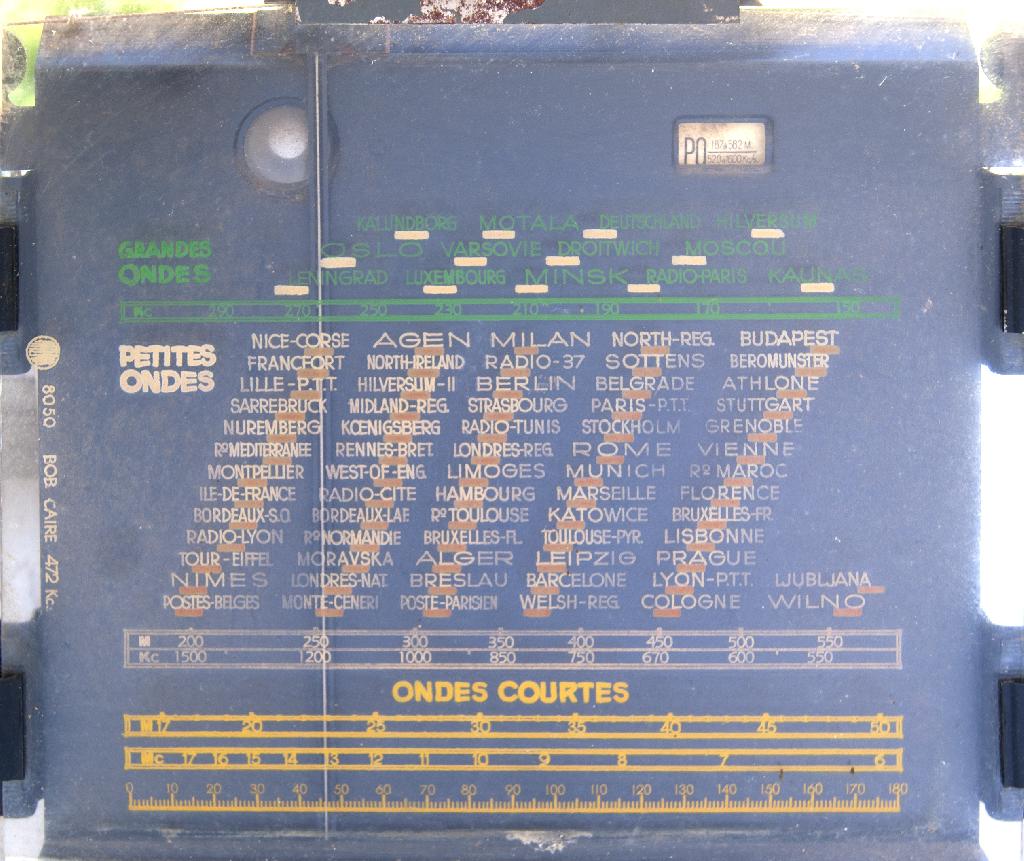 PO 187à582M
520à1600Kc/s.
KALUNDBORG MOTALA DEUTSCHLAND HILVERSUM
GRANDES ONDES
OSLO VARSOVIE DROITWICH MOSCOU
LENINGRAD LUXEMBOURG MINSK RADIO-PARIS KAUNAS
Kc 290 270 250 230 210 190 170 150
PETITES ONDES
NICE-CORSE AGEN MILAN NORTH-REG. BUDAPEST
FRANCFORT NORTH-IRELAND RADIO-37 SOTTENS BEROMUNSTER
LILLE-P.T.T. HILVERSUM-II BERLIN BELGRADE ATHLONE
SARREBRUCK MIDLAND-REG. STRASBOURG PARIS-P.T.T. STUTTGART
NUREMBERG KŒNIGSBERG RADIO-TUNIS STOCKHOLM GRENOBLE
Rº MEDITERRANEE RENNES-BRET. LONDRES-REG. ROME VIENNE
MONTPELLIER WEST-OF-ENG. LIMOGES MUNICH Rº MAROC
ILE-DE-FRANCE RADIO-CITE HAMBOURG MARSEILLE FLORENCE
BORDEAUX-S.O. BORDEAUX-LAF. Rº TOULOUSE KATOWICE BRUXELLES-FR.
RADIO-LYON Rº NORMANDIE BRUXELLES-FL. TOULOUSE-PYR. LISBONNE
TOUR-EIFFEL MORAVSKA ALGER LEIPZIG PRAGUE
NIMES LONDRES-NAT. BRESLAU BARCELONE LYON-P.T.T. LJUBLJANA
POSTES-BELGES MONTE-CENERI POSTE-PARISIEN WELSH-REG. COLOGNE WILNO
M 200 250 300 350 400 450 500 550
Kc 1500 1200 1000 850 750 670 600 550
ONDES COURTES
M 17 20 25 30 35 40 45 50
Mc 17 16 15 14 13 12 11 10 9 8 7 6
0 10 20 30 40 50 60 70 80 90 100 110 120 130 140 150 160 170 180
8050 BOB CAIRE 472 Kc.